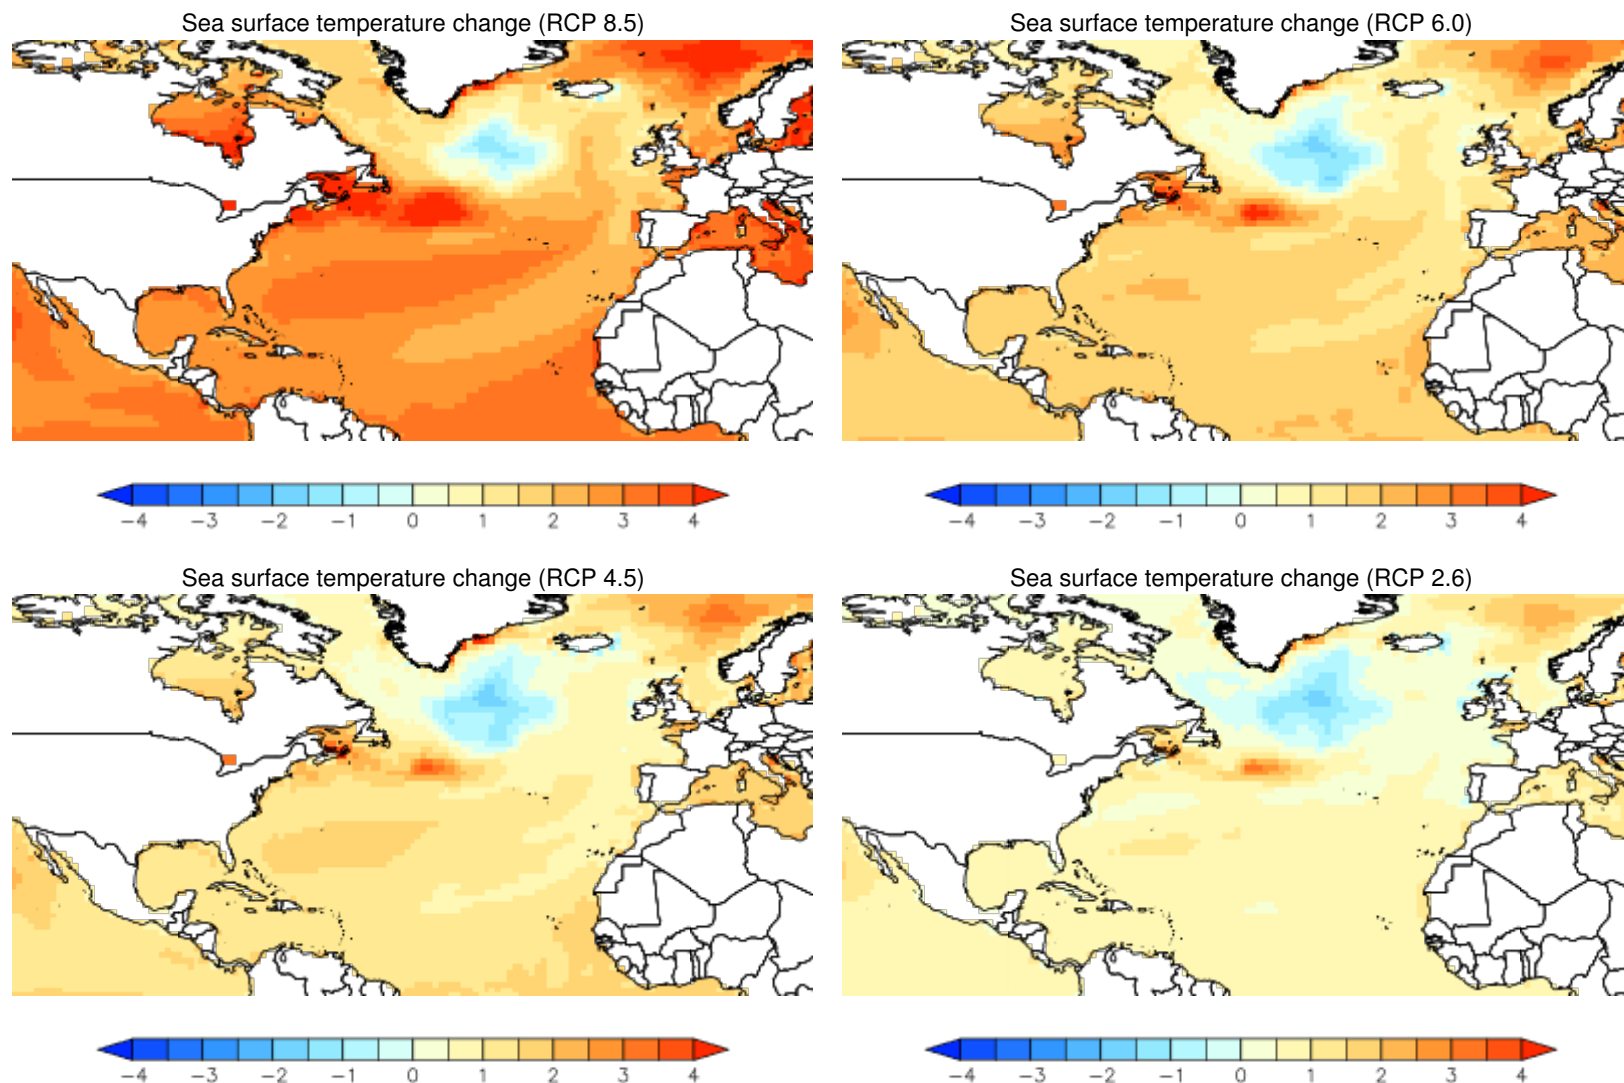 Sea surface temperature change (RCP 8.5)
Sea surface temperature change (RCP 6.0)
−4 −3 −2 −1 0 1 2 3 4
−4 −3 −2 −1 0 1 2 3 4
Sea surface temperature change (RCP 4.5)
Sea surface temperature change (RCP 2.6)
−4 −3 −2 −1 0 1 2 3 4
−4 −3 −2 −1 0 1 2 3 4